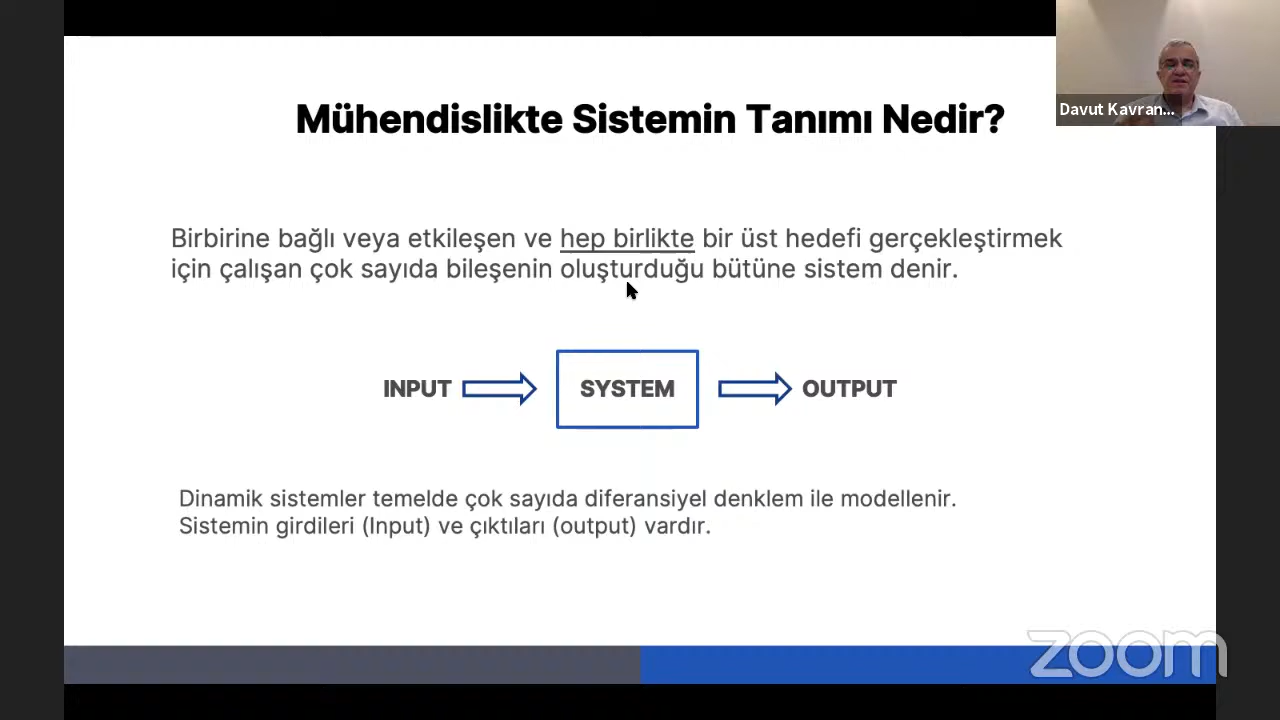 Mühendislikte Sistemin Tanımı Nedir?
Davut Kavran...
Birbirine bağlı veya etkileşen ve hep birlikte bir üst hedefi gerçekleştirmek
için çalışan çok sayıda bileşenin oluşturduğu bütüne sistem denir.
INPUT SYSTEM OUTPUT
Dinamik sistemler temelde çok sayıda diferansiyel denklem ile modellenir.
Sistemin girdileri (Input) ve çıktıları (output) vardır.
zoom